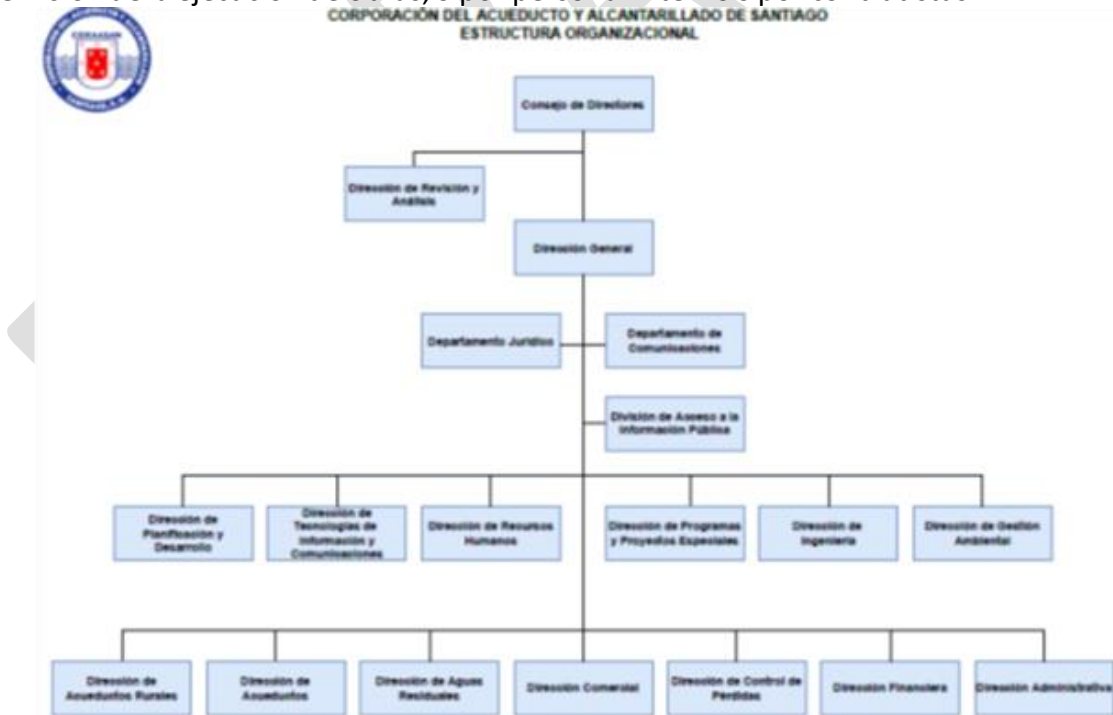 CORPORACIÓN DEL ACUEDUCTO Y ALCANTARILLADO DE SANTIAGO
ESTRUCTURA ORGANIZACIONAL
CORAASAN
Consejo de Directores
Dirección de Revisión y
Análisis
Dirección General
Departamento Jurídico
Departamento de
Comunicaciones
División de Acceso a la
Información Pública
Dirección de
Planificación y
Desarrollo
Dirección de
Tecnologías de
Información y
Comunicaciones
Dirección de Recursos
Humanos
Dirección de Programas
y Proyectos Especiales
Dirección de
Ingeniería
Dirección de Gestión
Ambiental
Dirección de
Acueductos Rurales
Dirección de
Acueductos
Dirección de Aguas
Residuales
Dirección Comercial
Dirección de Control de
Pérdidas
Dirección Financiera
Dirección Administrativa